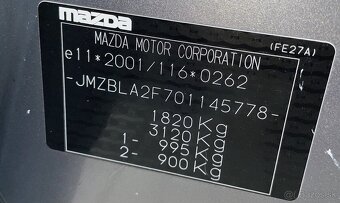 mazda
MAZDA MOTOR CORPORATION
(FE27A)
e11*2001/116*0262
-JMZBLA2F701145778-
1820 Kg
3120 Kg
1- 995 Kg
2- 900 Kg